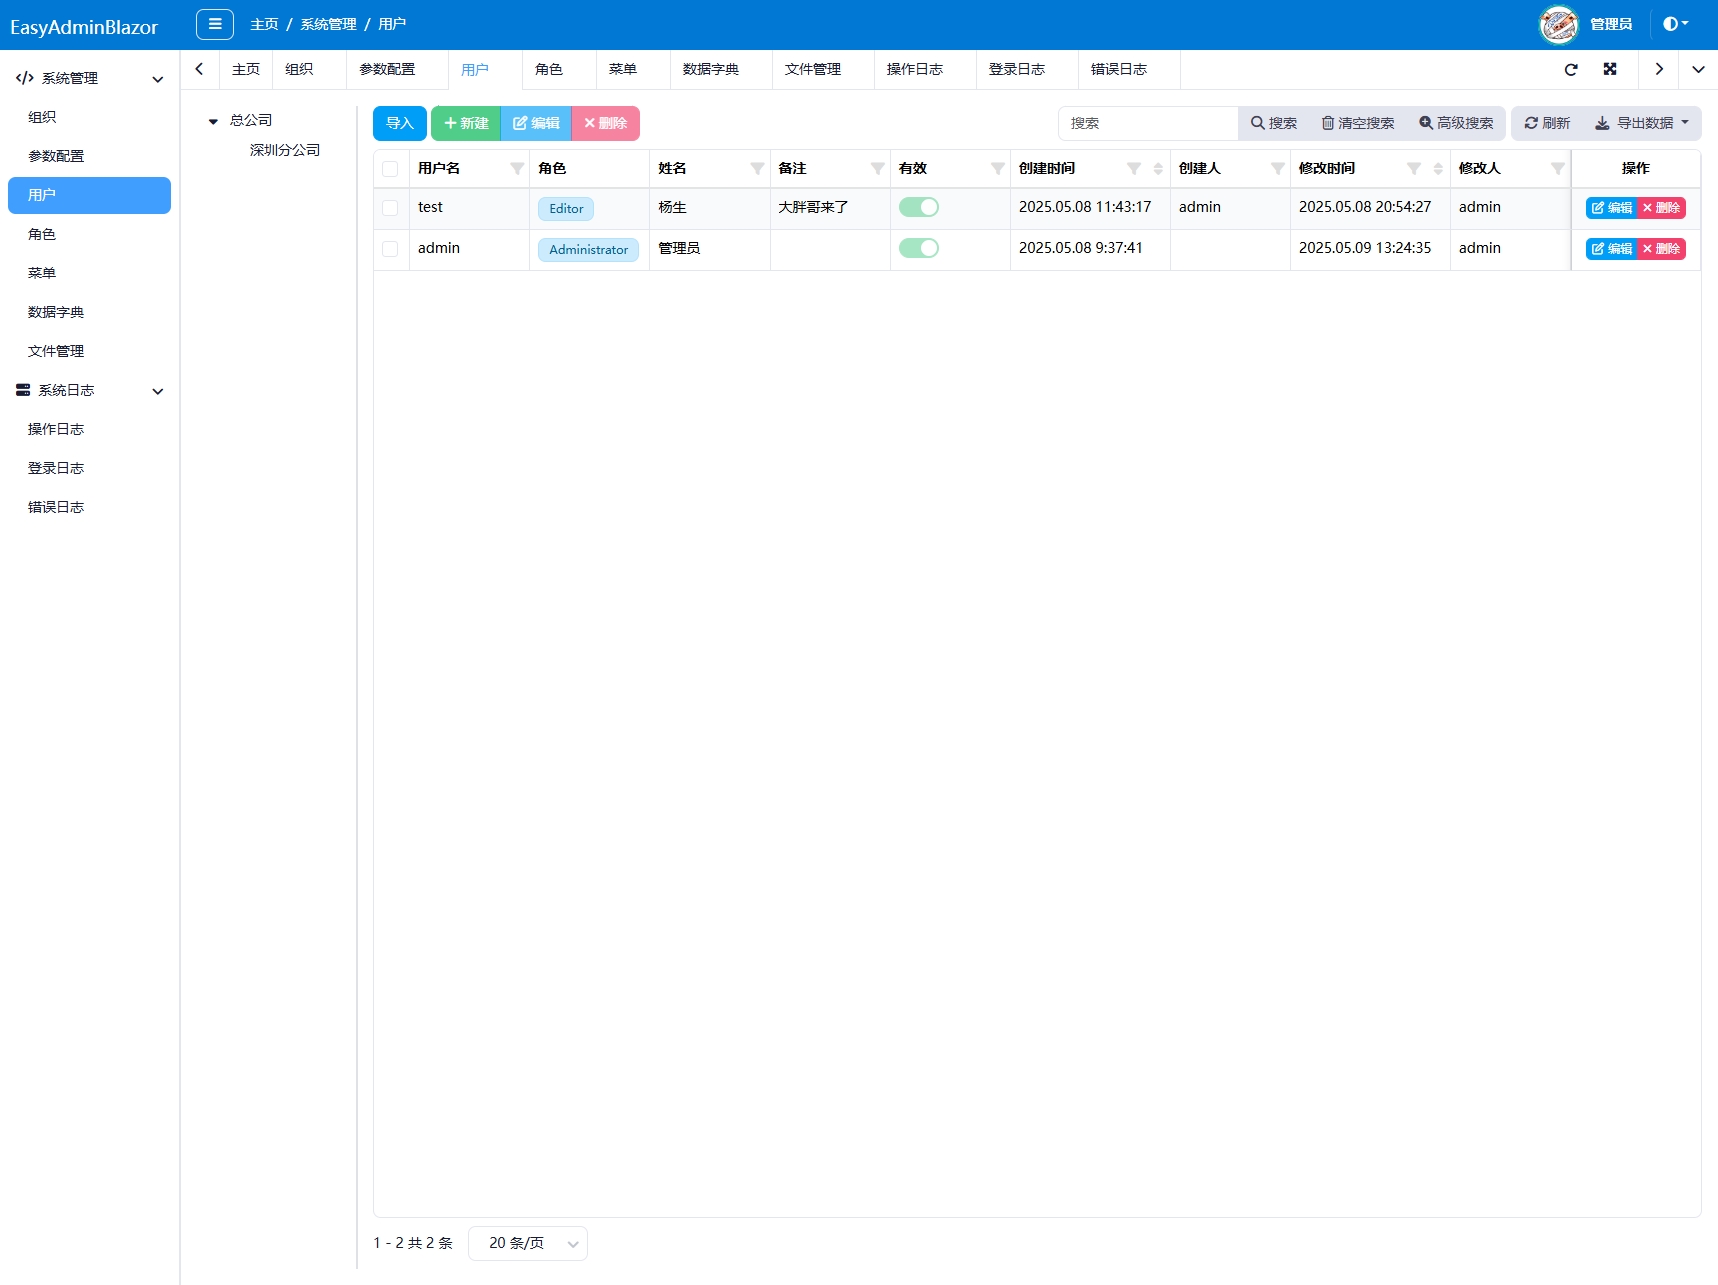 EasyAdminBlazor
主页 / 系统管理 / 用户
管理员
系统管理
组织
参数配置
用户
角色
菜单
数据字典
文件管理
系统日志
操作日志
登录日志
错误日志
主页 组织 参数配置 用户 角色 菜单 数据字典 文件管理 操作日志 登录日志 错误日志
总公司
深圳分公司
导入 新建 编辑 删除 搜索 搜索 清空搜索 高级搜索 刷新 导出数据
用户名 角色 姓名 备注 有效 创建时间 创建人 修改时间 修改人 操作
test Editor 杨生 大胖哥来了 2025.05.08 11:43:17 admin 2025.05.08 20:54:27 admin 编辑 删除
admin Administrator 管理员 2025.05.08 9:37:41 2025.05.09 13:24:35 admin 编辑 删除
1 - 2 共 2 条 20 条/页